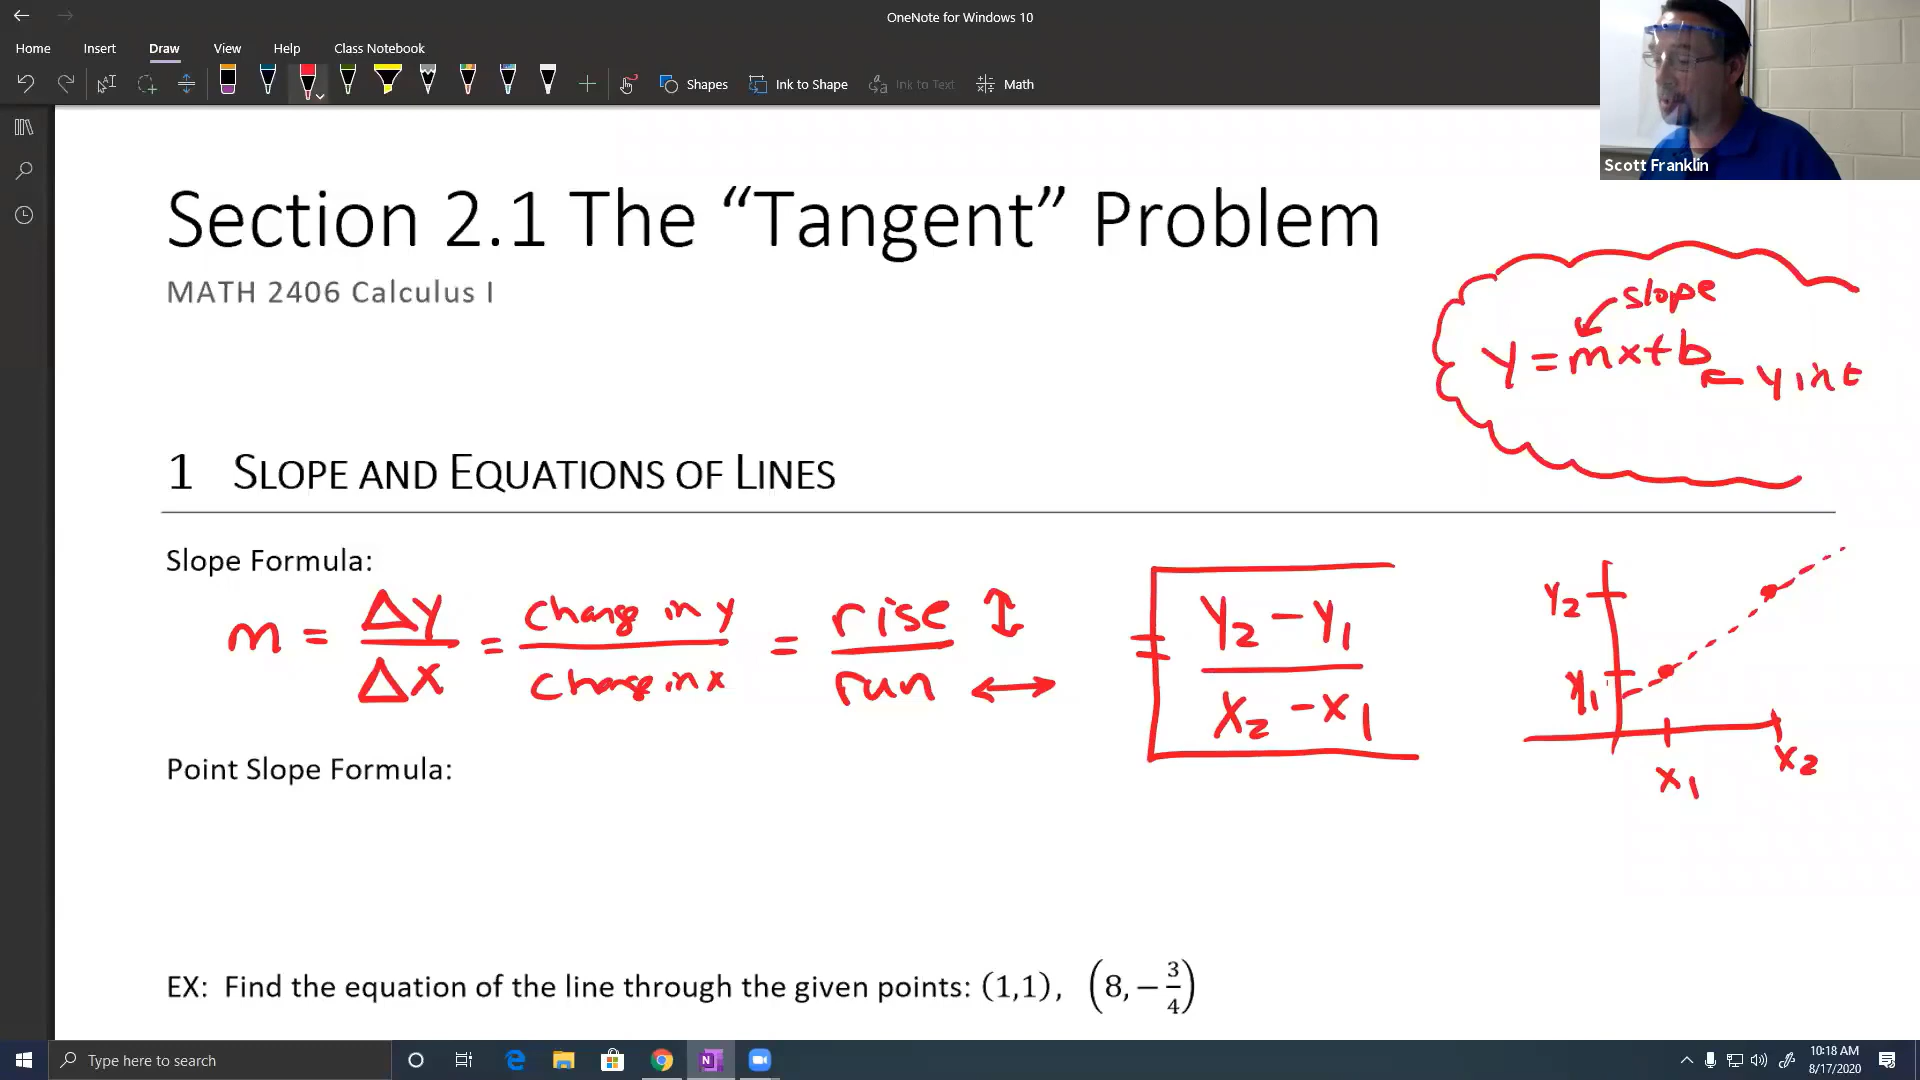 OneNote for Windows 10
Home Insert Draw View Help Class Notebook
Shapes Ink to Shape Ink to Text Math
Scott Franklin
Section 2.1 The “Tangent” Problem
MATH 2406 Calculus I
slope
y = mx+b
y int
1 SLOPE AND EQUATIONS OF LINES
Slope Formula:
m = Δy/Δx = change in y/change in x = rise/run = y₂ - y₁/x₂ - x₁
y₂
y₁
x₁
x₂
Point Slope Formula:
EX: Find the equation of the line through the given points: (1,1), (8, -3/4)
Type here to search
10:18 AM
8/17/2020